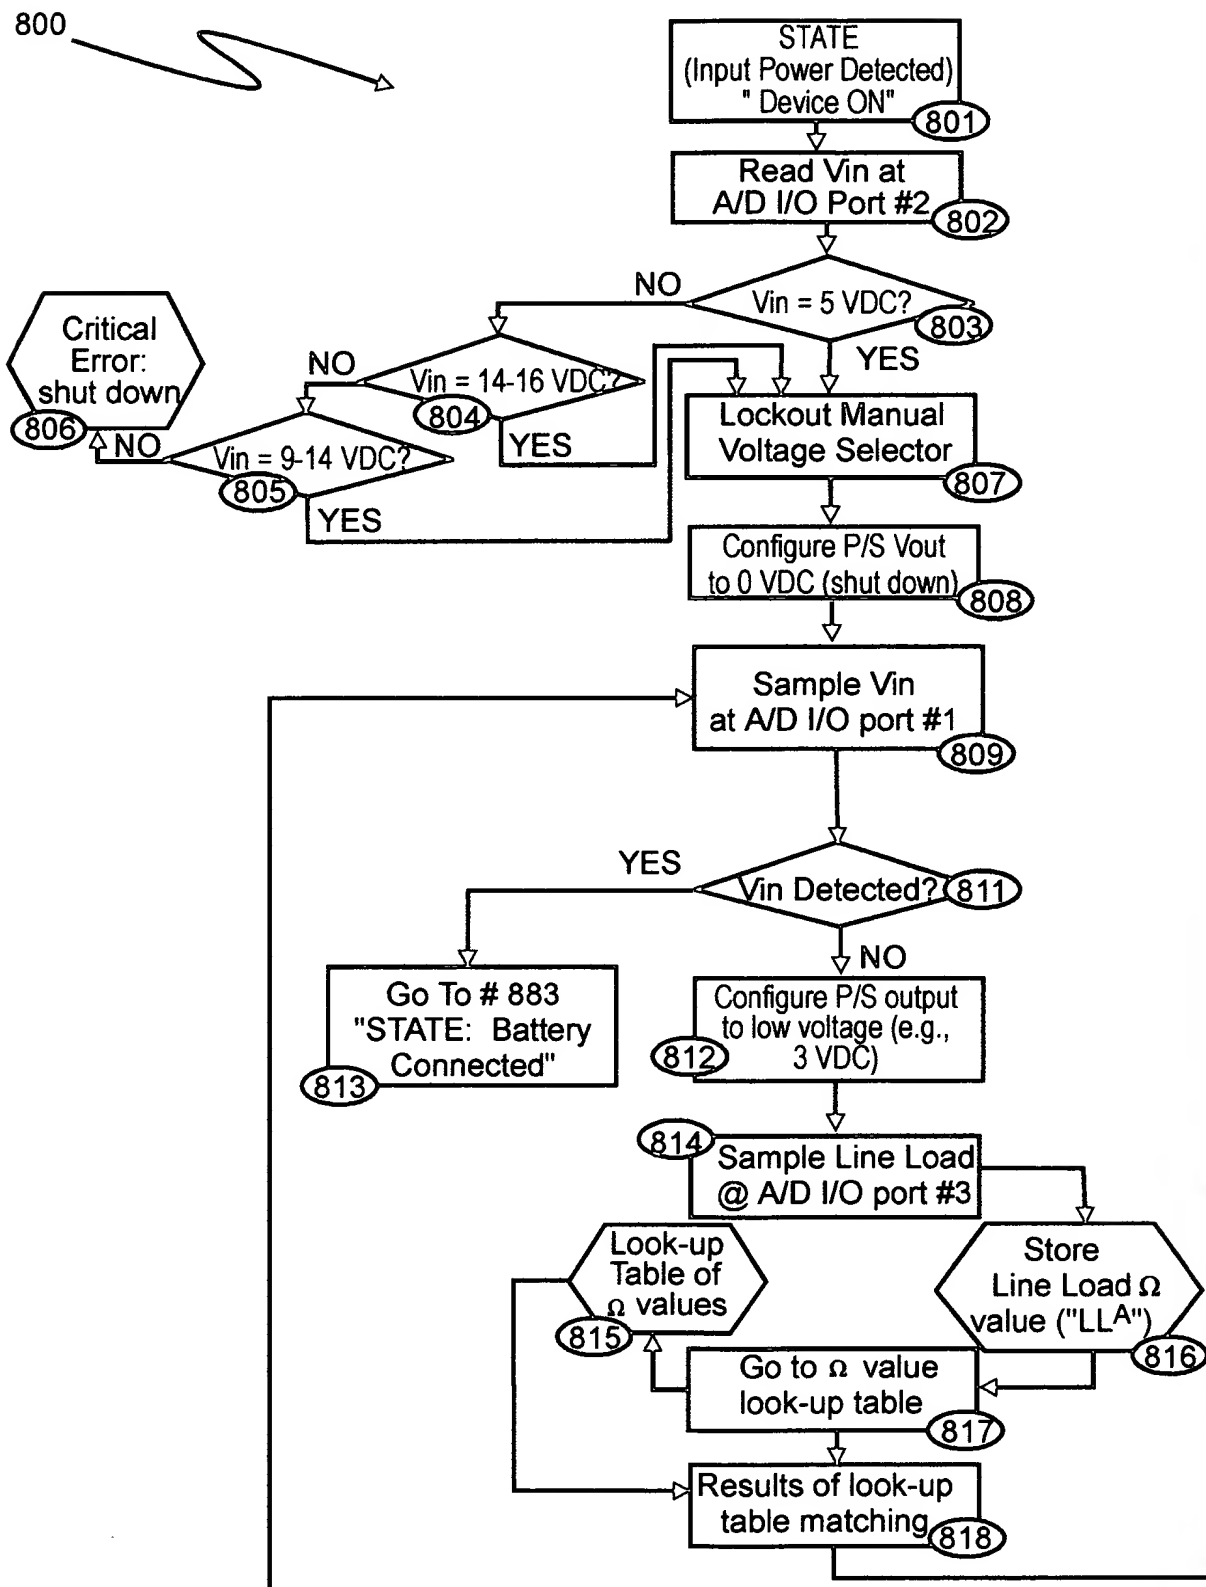 800
STATE
(Input Power Detected)
" Device ON"
801
Read Vin at
A/D I/O Port #2
802
Vin = 5 VDC?
803
NO
YES
Vin = 14-16 VDC?
804
NO
YES
Vin = 9-14 VDC?
805
NO
YES
Critical
Error:
shut down
806
Lockout Manual
Voltage Selector
807
Configure P/S Vout
to 0 VDC (shut down)
808
Sample Vin
at A/D I/O port #1
809
Vin Detected?
811
YES
NO
Go To # 883
"STATE: Battery
Connected"
813
Configure P/S output
to low voltage (e.g.,
3 VDC)
812
814
Sample Line Load
@ A/D I/O port #3
Look-up
Table of
Ω values
815
Store
Line Load Ω
value ("LLA")
816
Go to Ω value
look-up table
817
Results of look-up
table matching
818